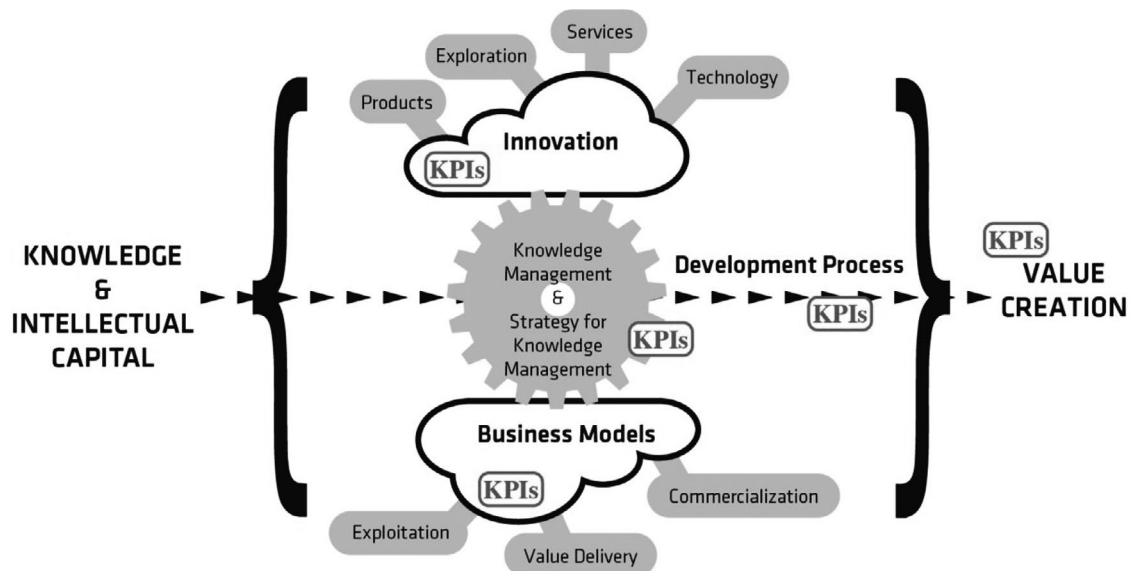 Services
Exploration
Technology
Products
Innovation
KPIs
KNOWLEDGE
&
INTELLECTUAL
CAPITAL
Knowledge
Management
&
Strategy for
Knowledge
Management
KPIs
Development Process
KPIs
KPIs
VALUE
CREATION
Business Models
KPIs
Commercialization
Exploitation
Value Delivery